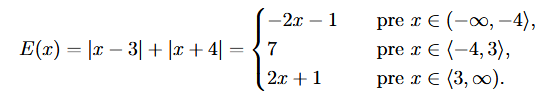 −2x − 1 pre x ∈ (−∞, −4⟩,
E(x) = |x − 3| + |x + 4| = { 7 pre x ∈ ⟨−4, 3⟩,
2x + 1 pre x ∈ ⟨3, ∞).